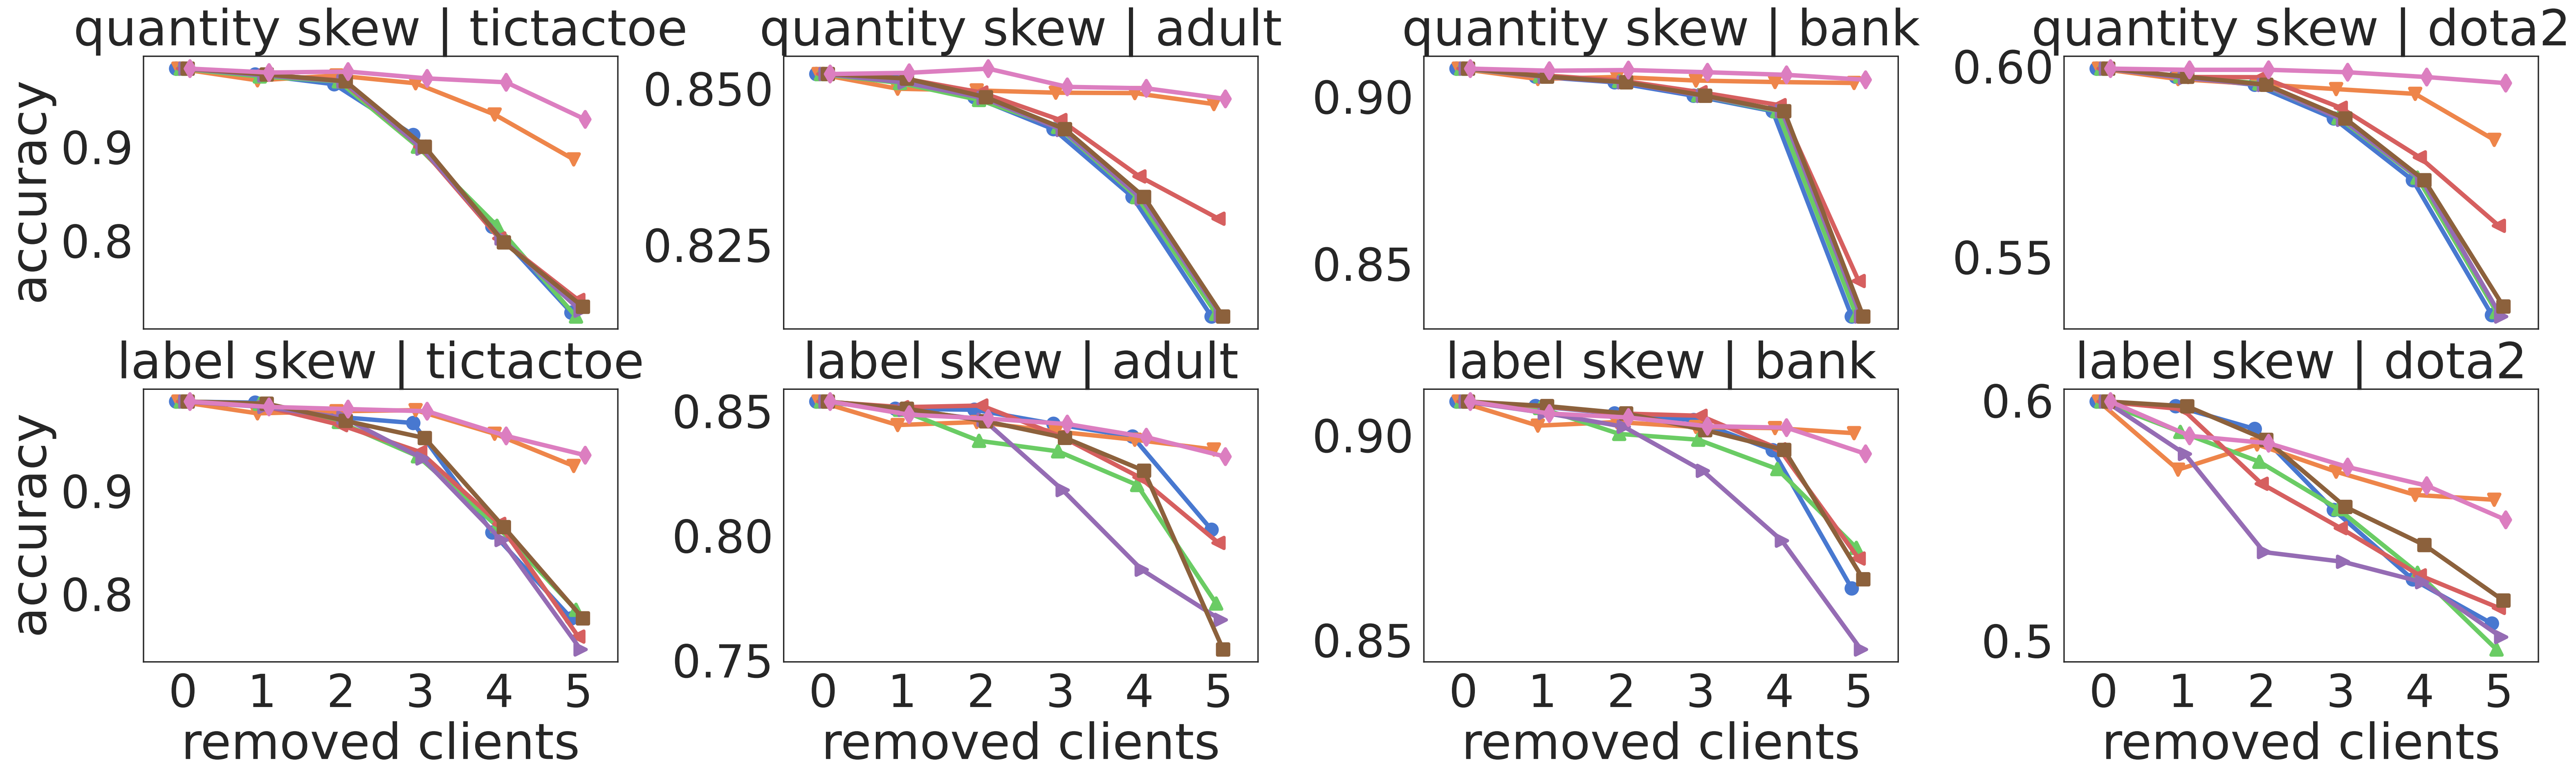 quantity skew | tictactoe
quantity skew | adult
quantity skew | bank
quantity skew | dota2
accuracy
0.9
0.8
0.850
0.825
0.90
0.85
0.60
0.55
label skew | tictactoe
label skew | adult
label skew | bank
label skew | dota2
accuracy
0.9
0.8
0.85
0.80
0.75
0.90
0.85
0.6
0.5
0 1 2 3 4 5
0 1 2 3 4 5
0 1 2 3 4 5
0 1 2 3 4 5
removed clients
removed clients
removed clients
removed clients